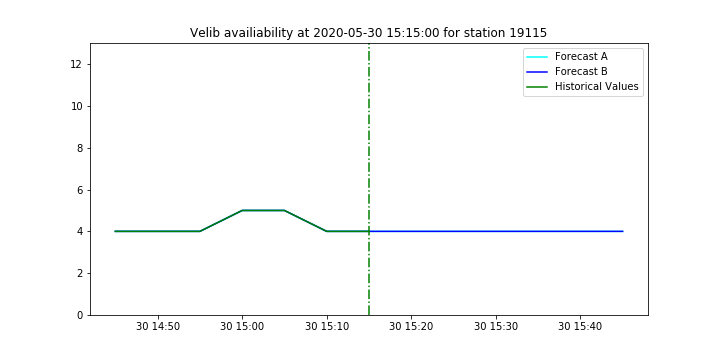 Velib availiability at 2020-05-30 15:15:00 for station 19115
Forecast A
Forecast B
Historical Values
12
10
8
6
4
2
0
30 14:50 30 15:00 30 15:10 30 15:20 30 15:30 30 15:40